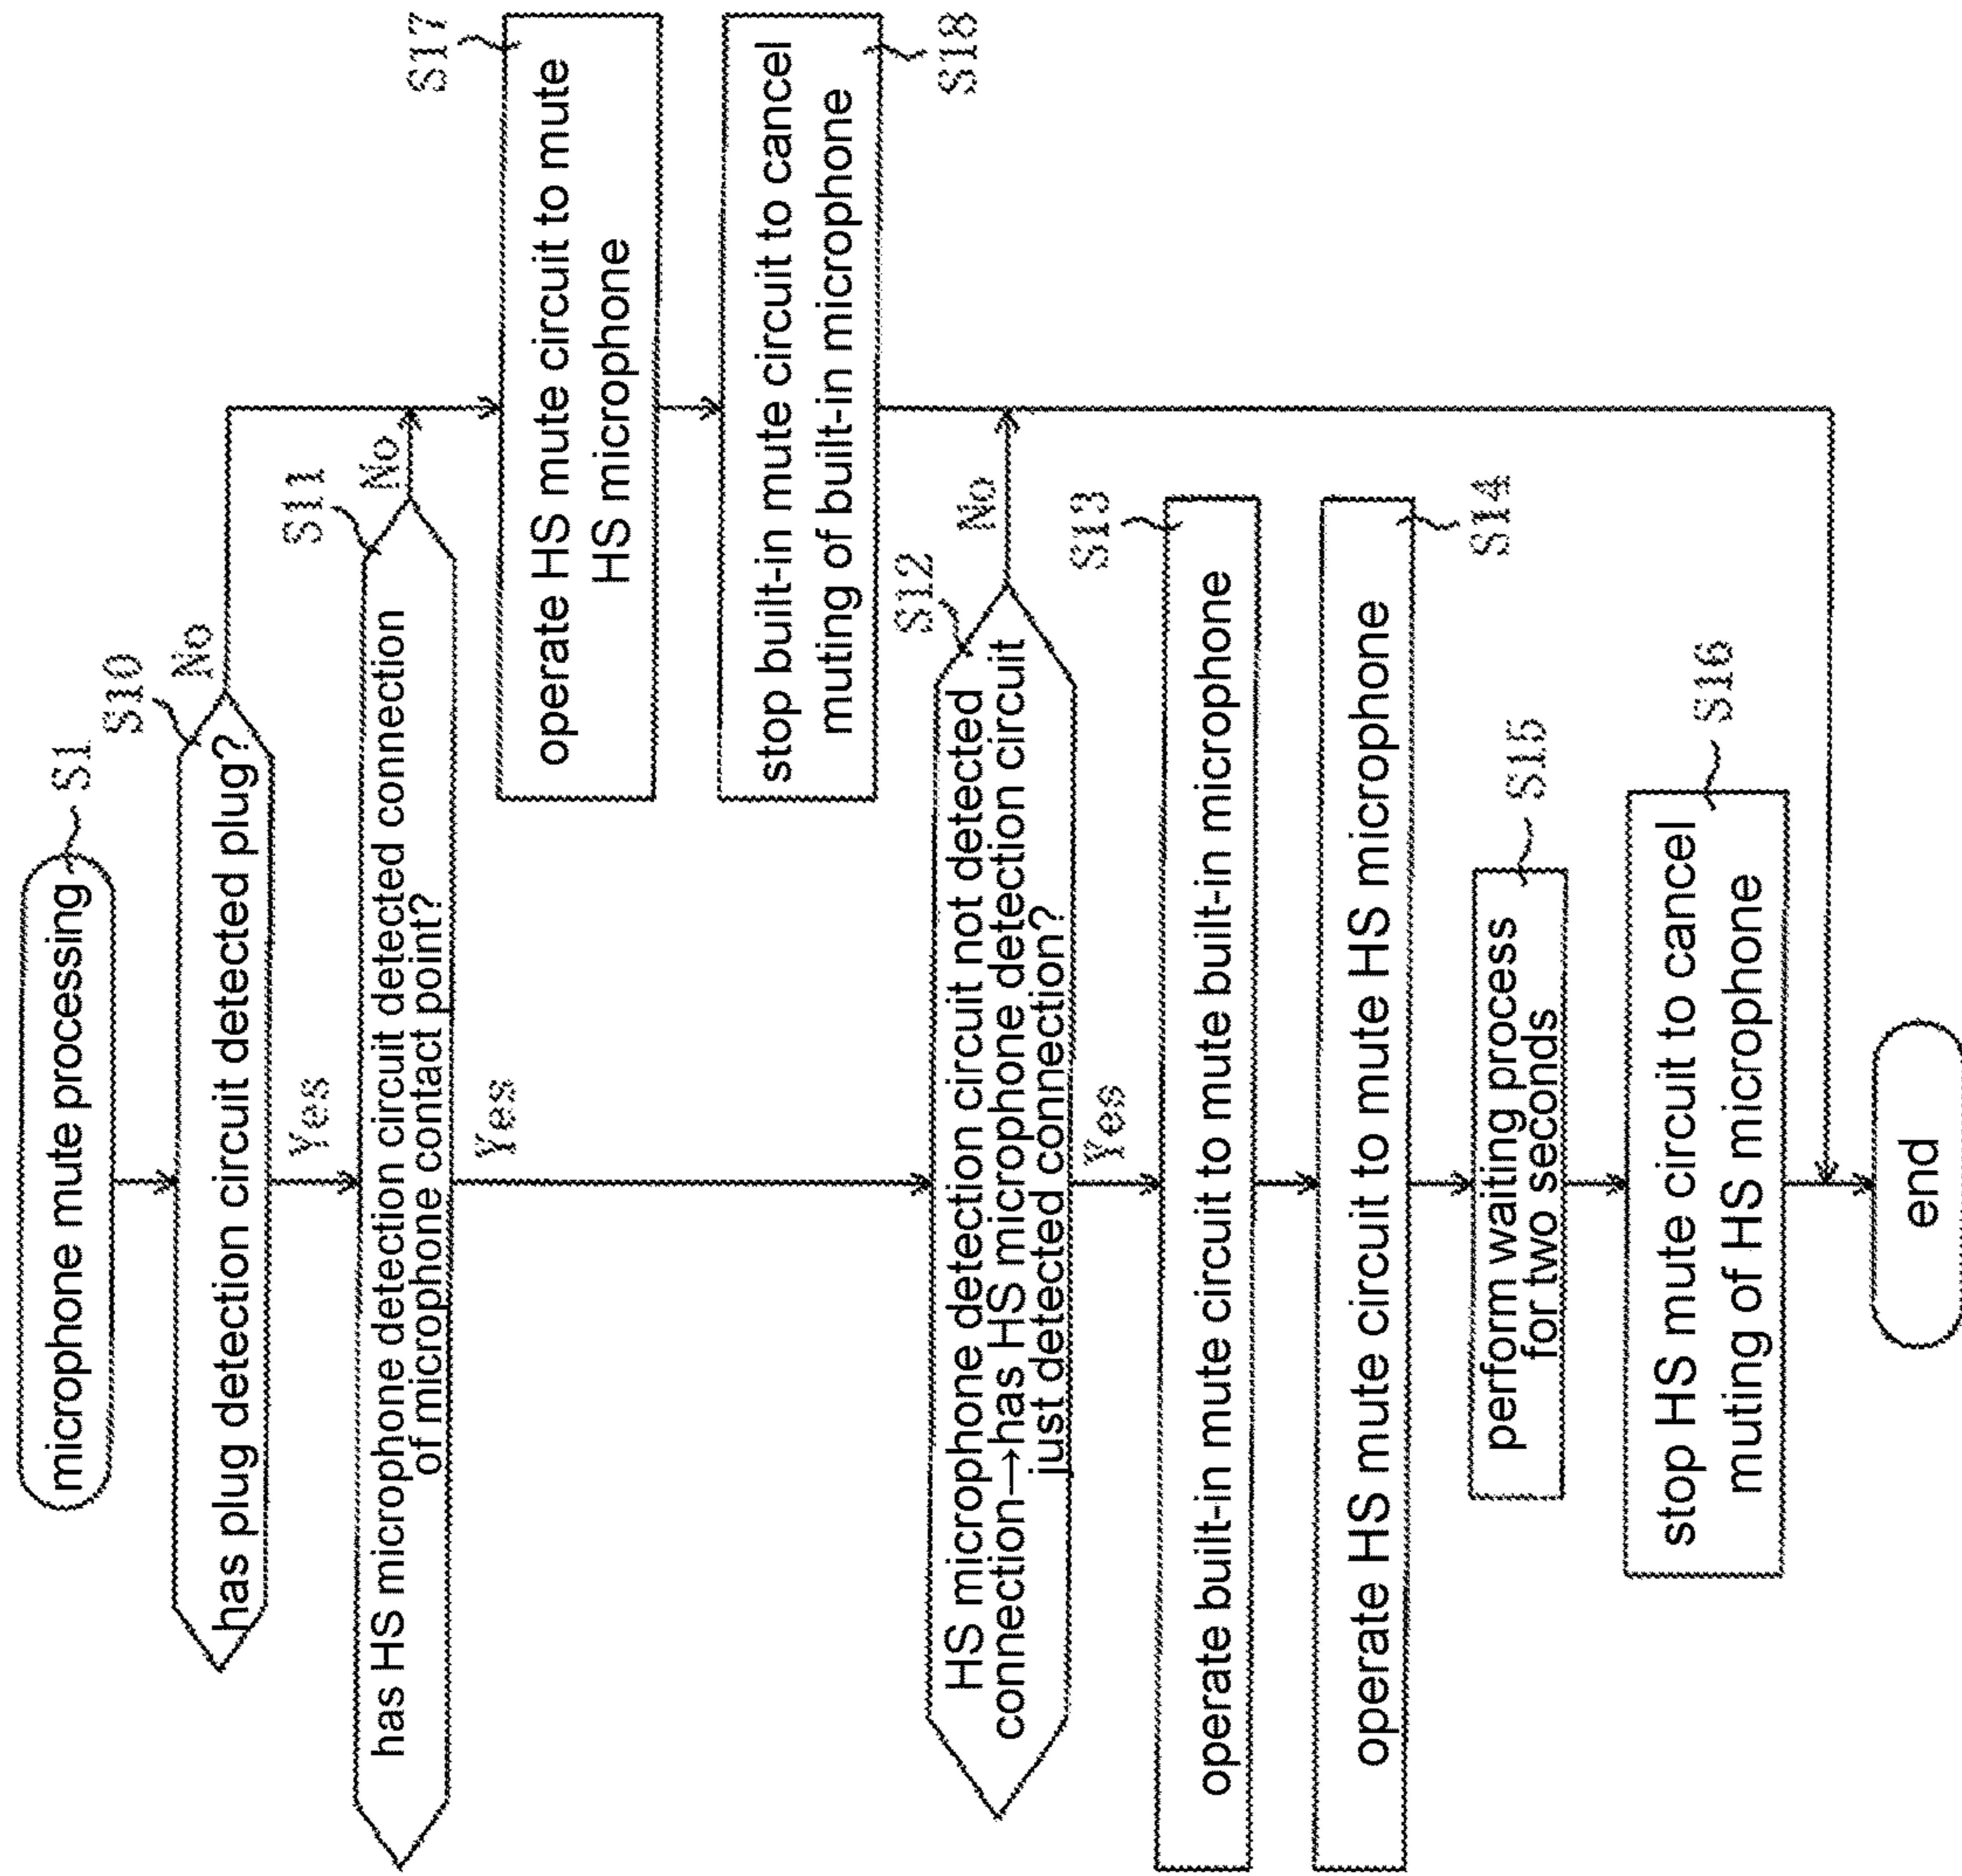 microphone mute processing
S1
S10
has plug detection circuit detected plug?
No
Yes
S11
has HS microphone detection circuit detected connection
of microphone contact point?
No
Yes
S17
operate HS mute circuit to mute
HS microphone
stop built-in mute circuit to cancel
muting of built-in microphone
S18
S12
HS microphone detection circuit not detected
connection→has HS microphone detection circuit
just detected connection?
No
Yes
S13
operate built-in mute circuit to mute built-in microphone
operate HS mute circuit to mute HS microphone
S14
S15
perform waiting process
for two seconds
S16
stop HS mute circuit to cancel
muting of HS microphone
end